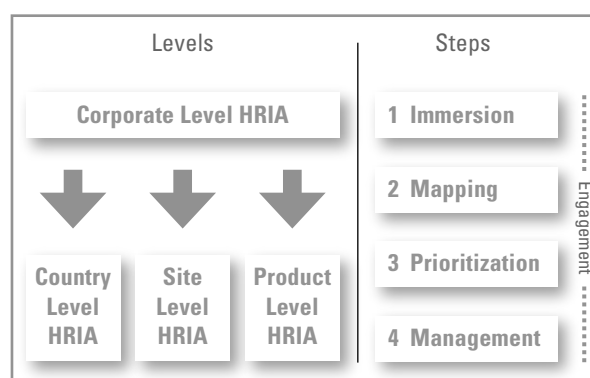 Levels
Corporate Level HRIA
Country
Level
HRIA
Site
Level
HRIA
Product
Level
HRIA
Steps
1 Immersion
2 Mapping
3 Prioritization
4 Management
Engagement